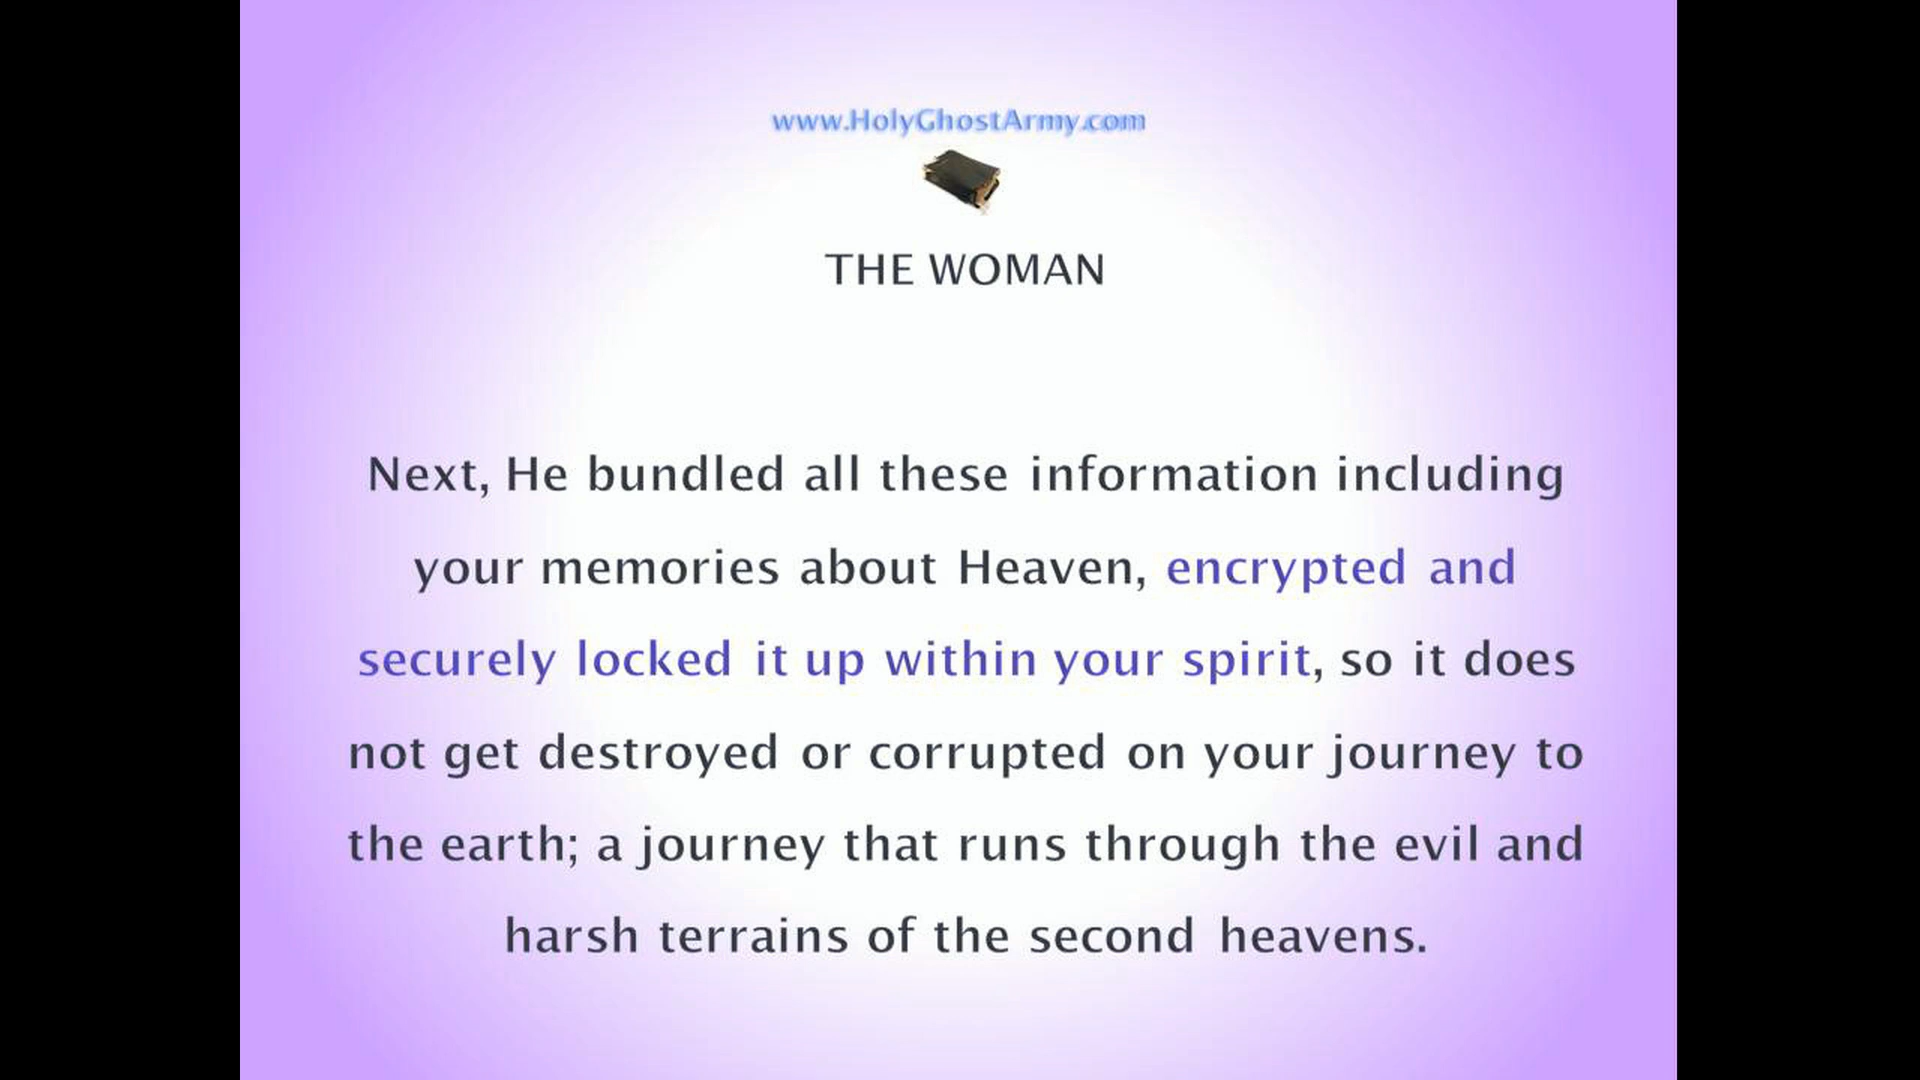 www.HolyGhostArmy.com
THE WOMAN
Next, He bundled all these information including
your memories about Heaven, encrypted and
securely locked it up within your spirit, so it does
not get destroyed or corrupted on your journey to
the earth; a journey that runs through the evil and
harsh terrains of the second heavens.